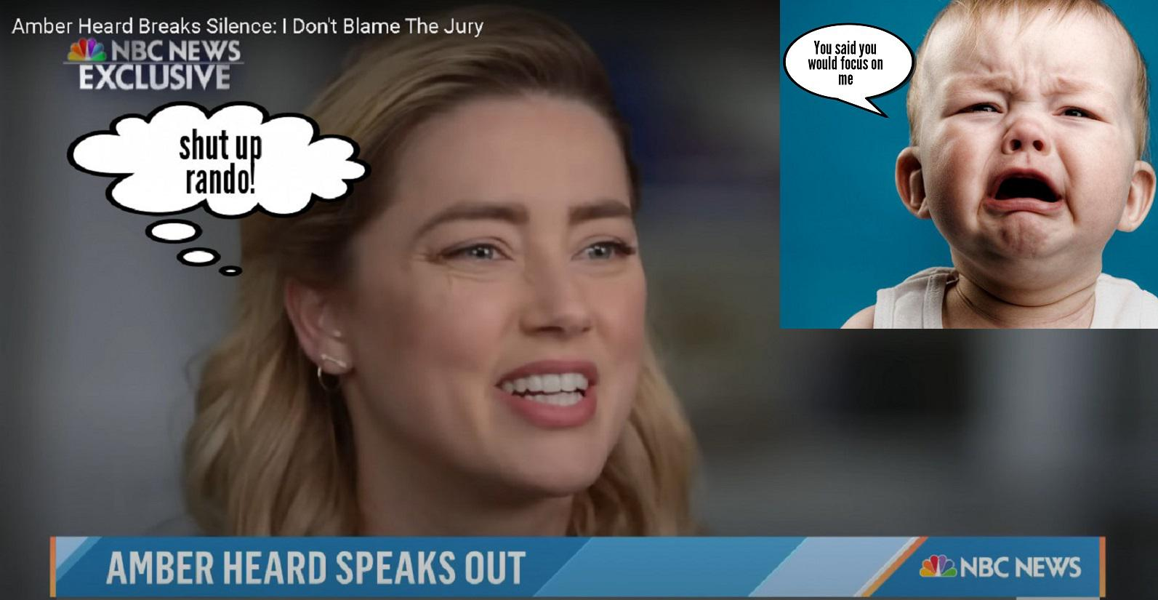 Amber Heard Breaks Silence: I Don't Blame The Jury
NBC NEWS
EXCLUSIVE
shut up
rando!
You said you
would focus on
me
AMBER HEARD SPEAKS OUT
NBC NEWS